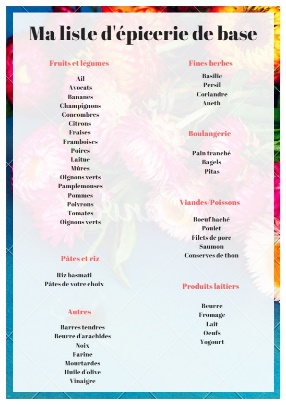 Ma liste d'épicerie de base
Fruits et légumes
Ail
Avocats
Bananes
Champignons
Concombres
Citrons
Fraises
Framboises
Poires
Laitue
Mûres
Oignons verts
Pamplemousses
Pommes
Poivrons
Tomates
Oignons verts
Pâtes et riz
Riz basmati
Pâtes de votre choix
Autres
Barres tendres
Beurre d'arachides
Noix
Farine
Moutardes
Huile d'olive
Vinaigre
Fines herbes
Basilic
Persil
Coriandre
Aneth
Boulangerie
Pain tranché
Bagels
Pitas
Viandes/Poissons
Boeuf haché
Poulet
Filets de porc
Saumon
Conserves de thon
Produits laitiers
Beurre
Fromage
Lait
Oeufs
Yogourt